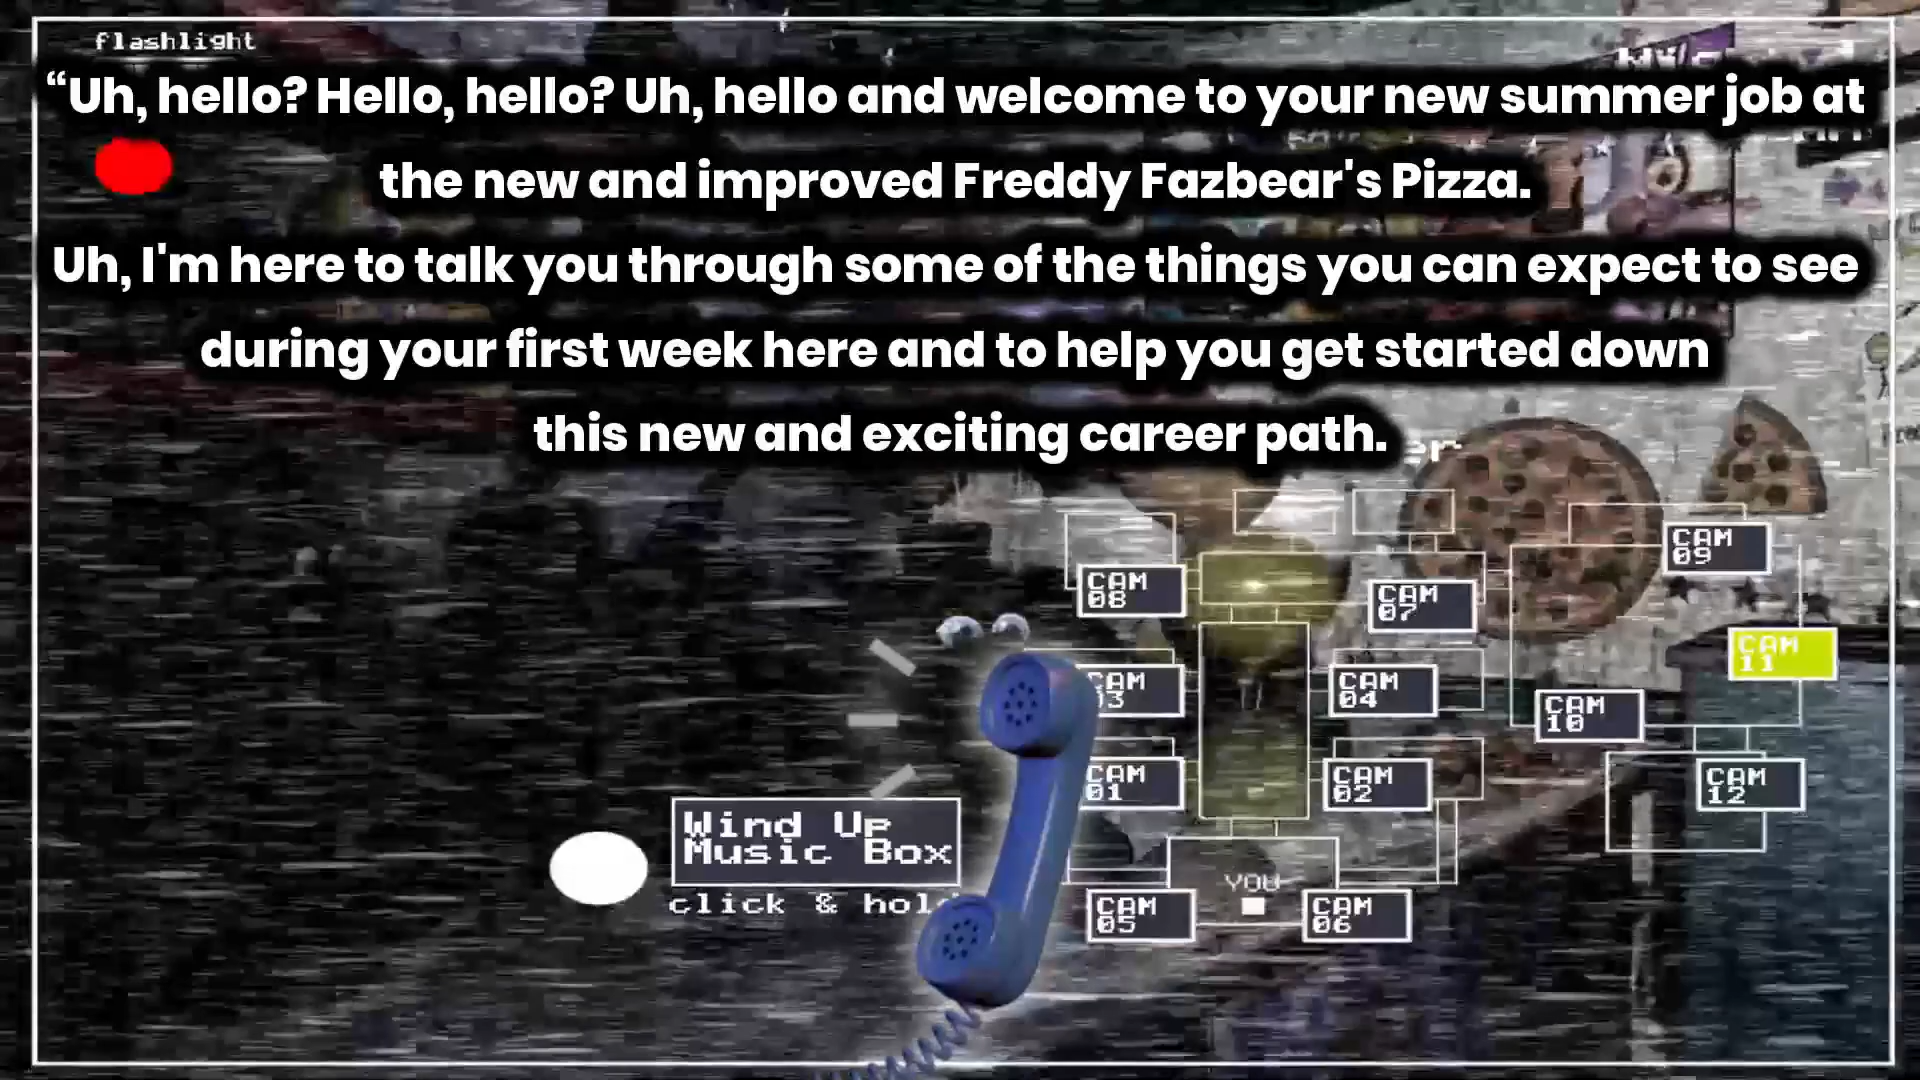 flashlight
“Uh, hello? Hello, hello? Uh, hello and welcome to your new summer job at
the new and improved Freddy Fazbear's Pizza.
Uh, I'm here to talk you through some of the things you can expect to see
during your first week here and to help you get started down
this new and exciting career path.
CAM
09
CAM
08
CAM
07
CAM
11
CAM
04
CAM
10
CAM
01
CAM
02
CAM
12
Wind Up
Music Box
click & hol
YOU
CAM
05
CAM
06